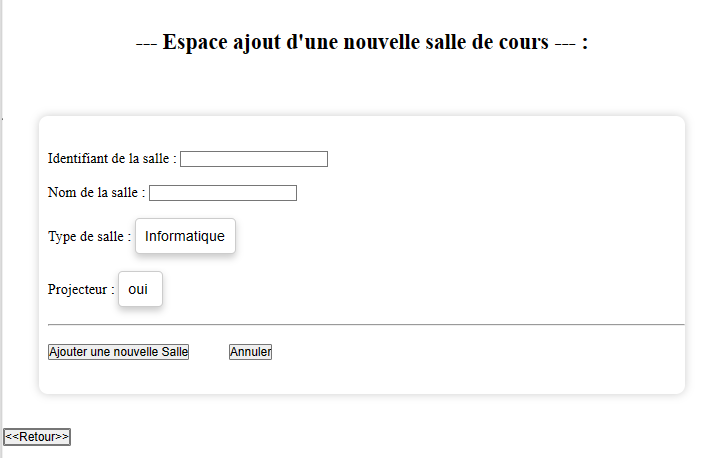 --- Espace ajout d'une nouvelle salle de cours --- :
Identifiant de la salle :
Nom de la salle :
Type de salle : Informatique
Projecteur : oui
Ajouter une nouvelle Salle Annuler
<<Retour>>